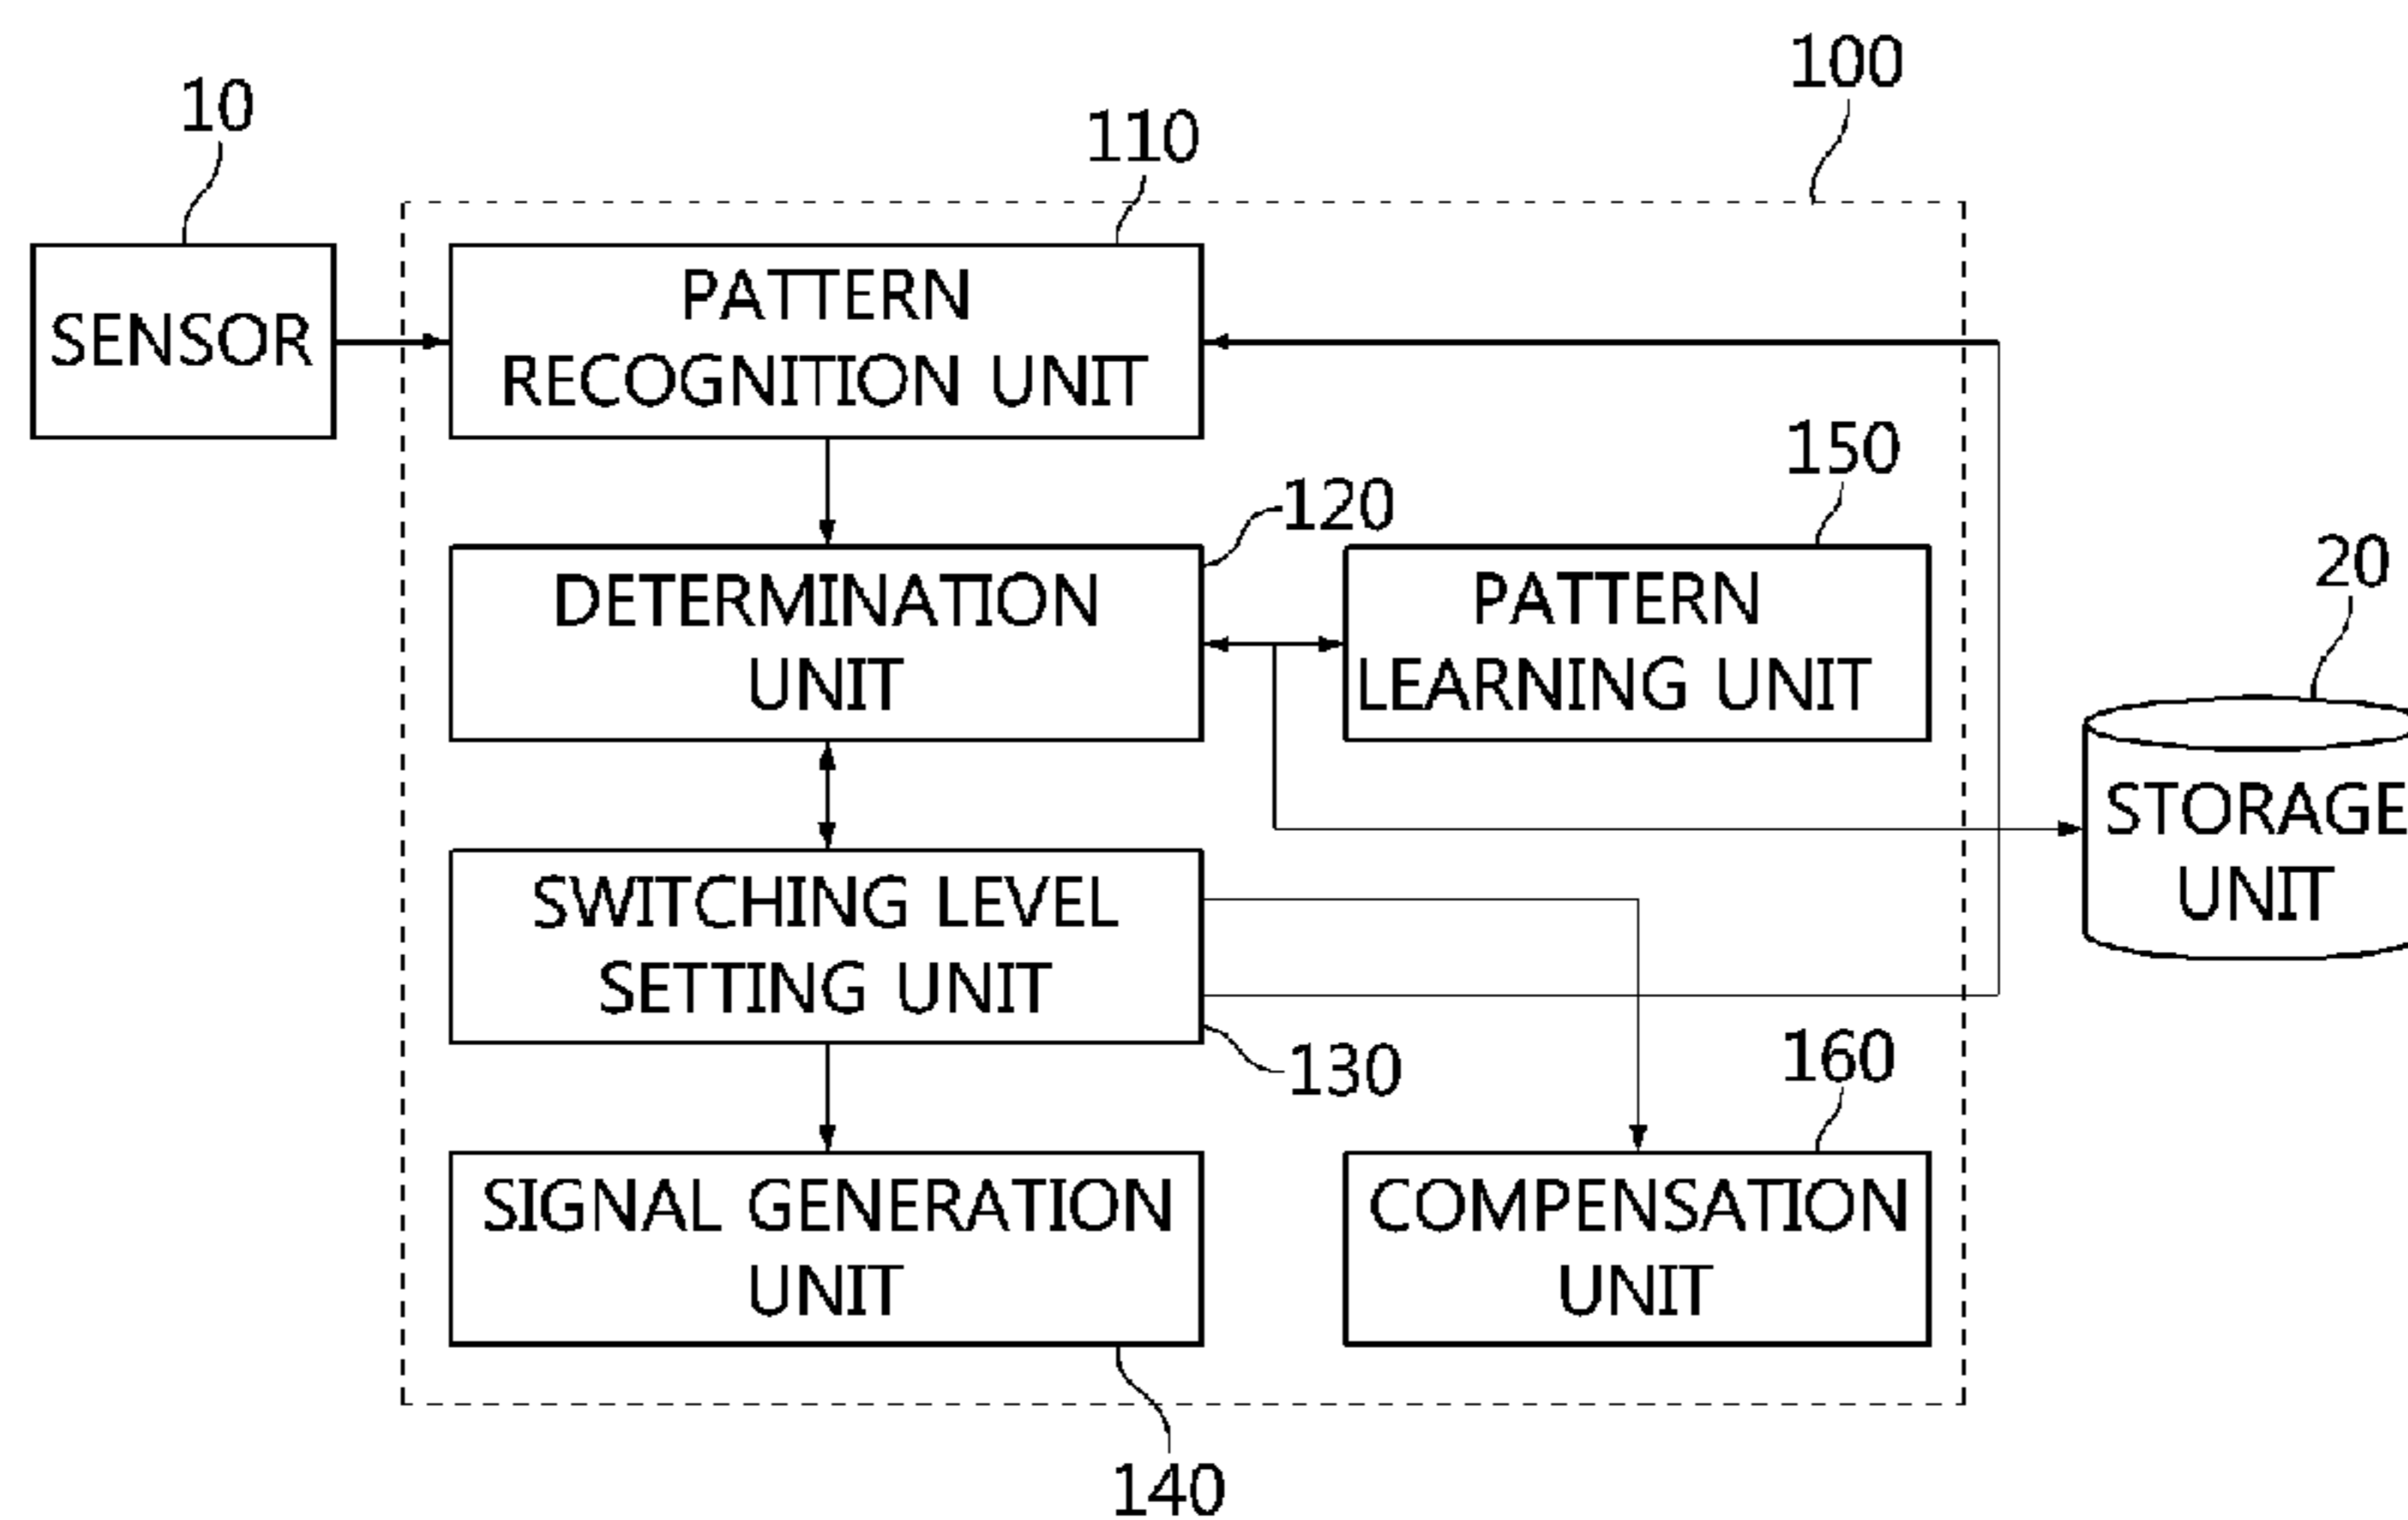 100
10
110
PATTERN
RECOGNITION UNIT
SENSOR
150
120
DETERMINATION
UNIT
PATTERN
LEARNING UNIT
20
STORAGE
UNIT
SWITCHING LEVEL
SETTING UNIT
130
160
SIGNAL GENERATION
UNIT
COMPENSATION
UNIT
140